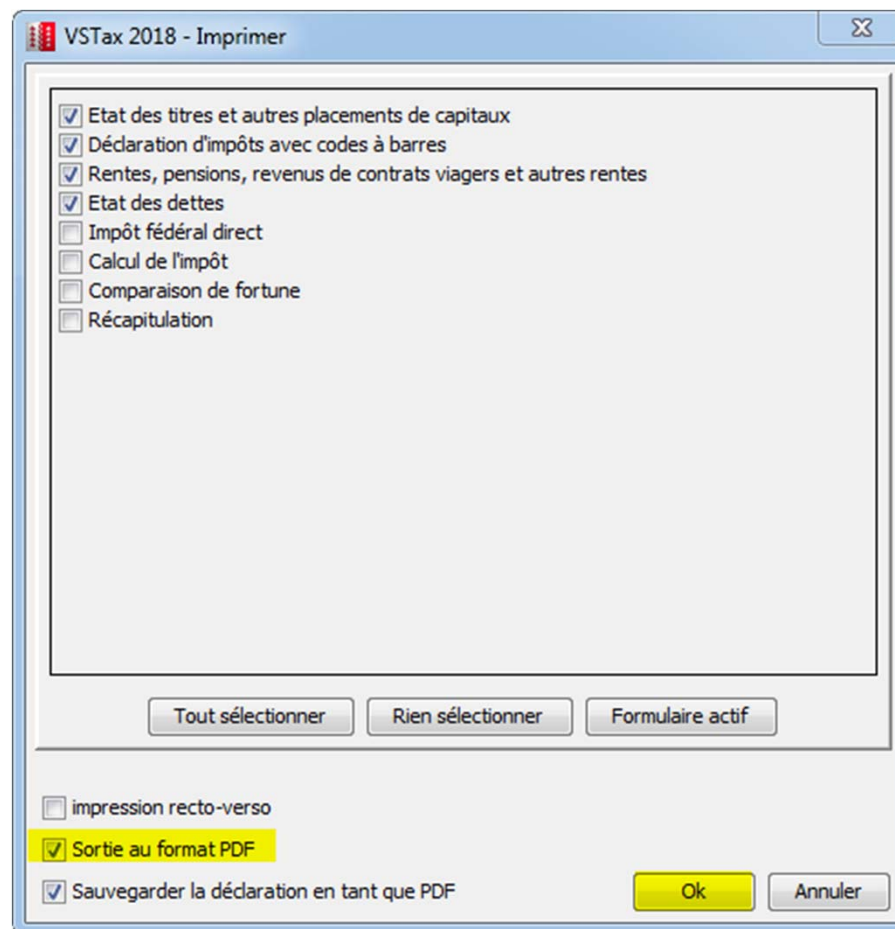 VSTax 2018 - Imprimer
Etat des titres et autres placements de capitaux
Déclaration d'impôts avec codes à barres
Rentes, pensions, revenus de contrats viagers et autres rentes
Etat des dettes
Impôt fédéral direct
Calcul de l'impôt
Comparaison de fortune
Récapitulation
Tout sélectionner Rien sélectionner Formulaire actif
impression recto-verso
Sortie au format PDF
Sauvegarder la déclaration en tant que PDF Ok Annuler